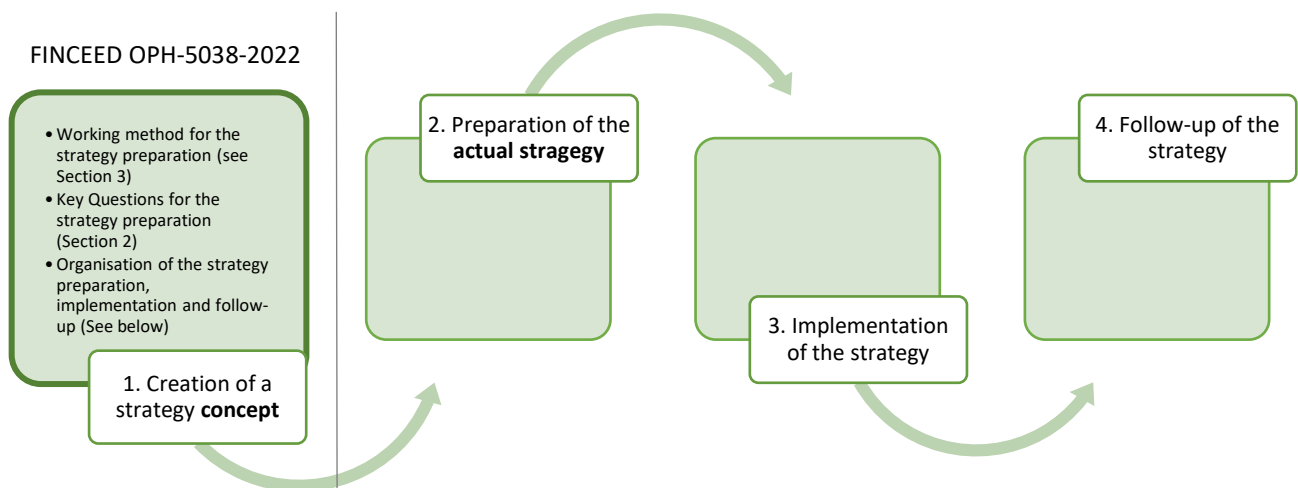 FINCEED OPH-5038-2022
• Working method for the
strategy preparation (see
Section 3)
• Key Questions for the
strategy preparation
(Section 2)
• Organisation of the strategy
preparation,
implementation and follow-
up (See below)
1. Creation of a
strategy concept
2. Preparation of the
actual stragegy
3. Implementation
of the strategy
4. Follow-up of the
strategy